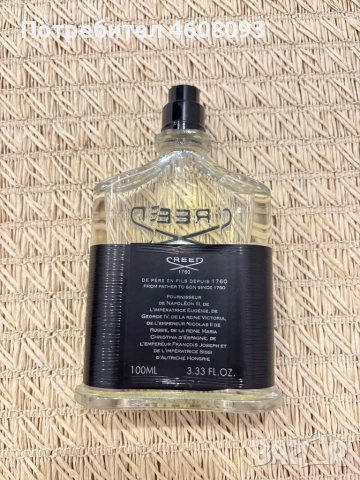 Потребител 4608093
CREED
CREED
1760
DE PÈRE EN FILS DEPUIS 1760
FROM FATHER TO SON SINCE 1760
FOURNISSEUR
DE NAPOLÉON III, DE
L'IMPÉRATRICE EUGÉNIE, DE
GEORGE IV, DE LA REINE VICTORIA,
DE L'EMPEREUR NICOLAS II DE
RUSSIE, DE LA REINE MARIA
CHRISTINA D'ESPAGNE, DE
L'EMPEREUR FRANÇOIS JOSEPH ET
DE L'IMPÉRATRICE SISSI
D'AUTRICHE HONGRIE
100ML 3.33 FL.OZ.